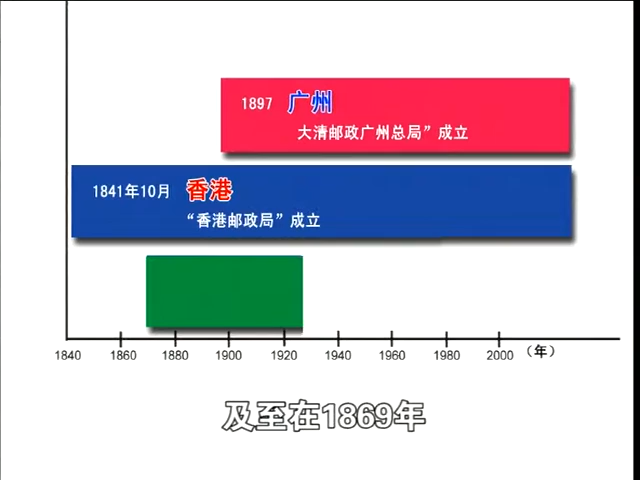 1897 广州
大清邮政广州总局”成立
1841年10月 香港
“香港邮政局”成立
1840 1860 1880 1900 1920 1940 1960 1980 2000 （年）
及至在1869年